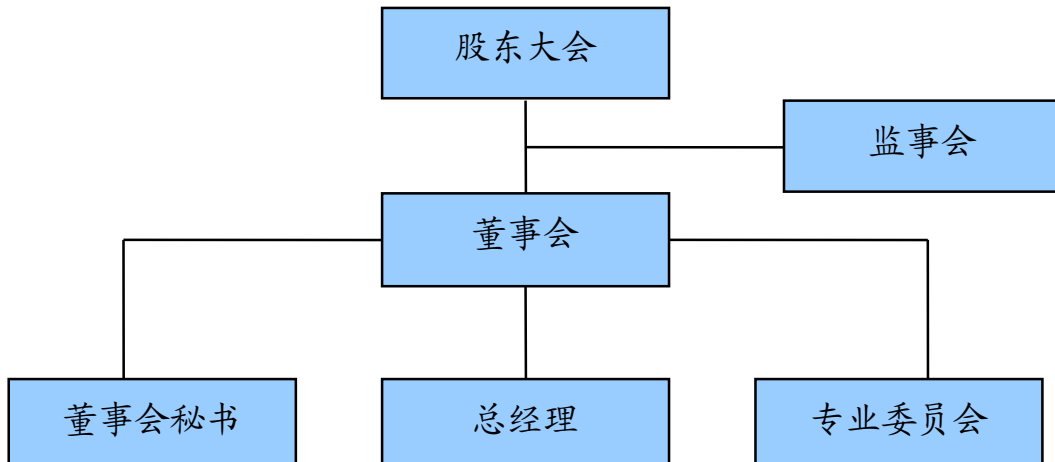 股东大会
监事会
董事会
董事会秘书
总经理
专业委员会